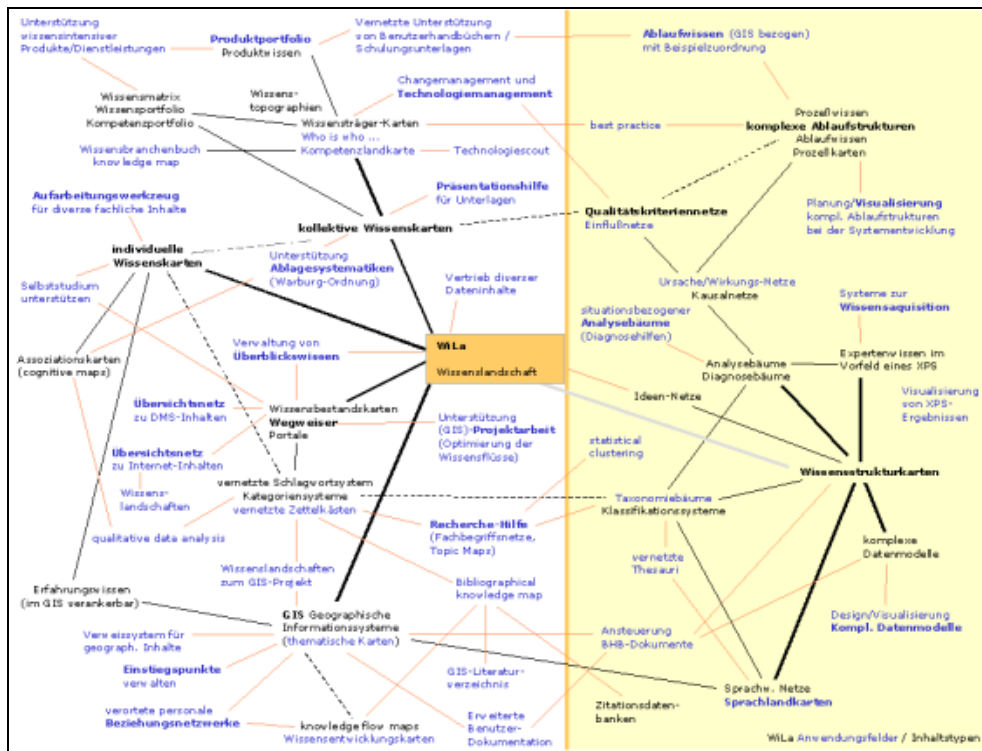 Unterstützung
wissensintensiver
Produkte/Dienstleistungen
Produktportfolio
Produktwissen
Vernetzte Unterstützung
von Benutzerhandbüchern /
Schulungsunterlagen
Ablaufwissen (GIS bezogen)
mit Beispielzuordnung
Wissensmatrix
Wissensportfolio
Kompetenzportfolio
Wissens-
topographien
Changemanagement und
Technologiemanagement
Wissensträger-Karten
Who is who ...
Kompetenzlandkarte
best practice
Prozeßwissen
komplexe Ablaufstrukturen
Ablaufwissen
Prozeßkarten
Wissensbranchenbuch
knowledge map
Technologiescout
Aufarbeitungswerkzeug
für diverse fachliche Inhalte
Präsentationshilfe
für Unterlagen
Planung/Visualisierung
kompl. Ablaufstrukturen
bei der Systementwicklung
Qualitätskriteriennetze
Einflußnetze
kollektive Wissenskarten
individuelle
Wissenskarten
Unterstützung
Ablagesystematiken
(Warburg-Ordnung)
Selbststudium
unterstützen
Vertrieb diverser
Dateninhalte
Ursache/Wirkungs-Netze
Kausalnetze
Systeme zur
Wissensaquisition
situationsbezogener
Analysebäume
(Diagnosehilfen)
WiLa
Wissenslandschaft
Verwaltung von
Überblickswissen
Assoziationskarten
(cognitive maps)
Analysebäume
Diagnosebäume
Expertenwissen im
Vorfeld eines XPS
Ideen-Netze
Visualisierung
von XPS-
Ergebnissen
Übersichtsnetz
zu DMS-Inhalten
Wissensbestandskarten
Wegweiser
Portale
Unterstützung
(GIS)-Projektarbeit
(Optimierung der
Wissensflüsse)
statistical
clustering
Übersichtsnetz
zu Internet-Inhalten
Wissensstrukturkarten
vernetzte Schlagwortsystem
Kategoriensysteme
vernetzte Zettelkästen
Wissens-
landschaften
Taxonomiebäume
Klassifikationssysteme
Recherche-Hilfe
(Fachbegriffsnetze,
Topic Maps)
qualitative data analysis
komplexe
Datenmodelle
vernetzte
Thesauri
Wissenslandschaften
zum GIS-Projekt
Bibliographical
knowledge map
Erfahrungswissen
(im GIS verankerbar)
GIS Geographische
Informationssysteme
(thematische Karten)
Design/Visualisierung
Kompl. Datenmodelle
Ansteuerung
BHB-Dokumente
Verweissystem für
geograph. Inhalte
Einstiegspunkte
verwalten
GIS-Literatur-
verzeichnis
Sprachw. Netze
Sprachlandkarten
Zitationsdaten-
banken
verortete personale
Beziehungsnetzwerke
knowledge flow maps
Wissensentwicklungskarten
Erweiterte
Benutzer-
Dokumentation
WiLa Anwendungsfelder / Inhaltstypen